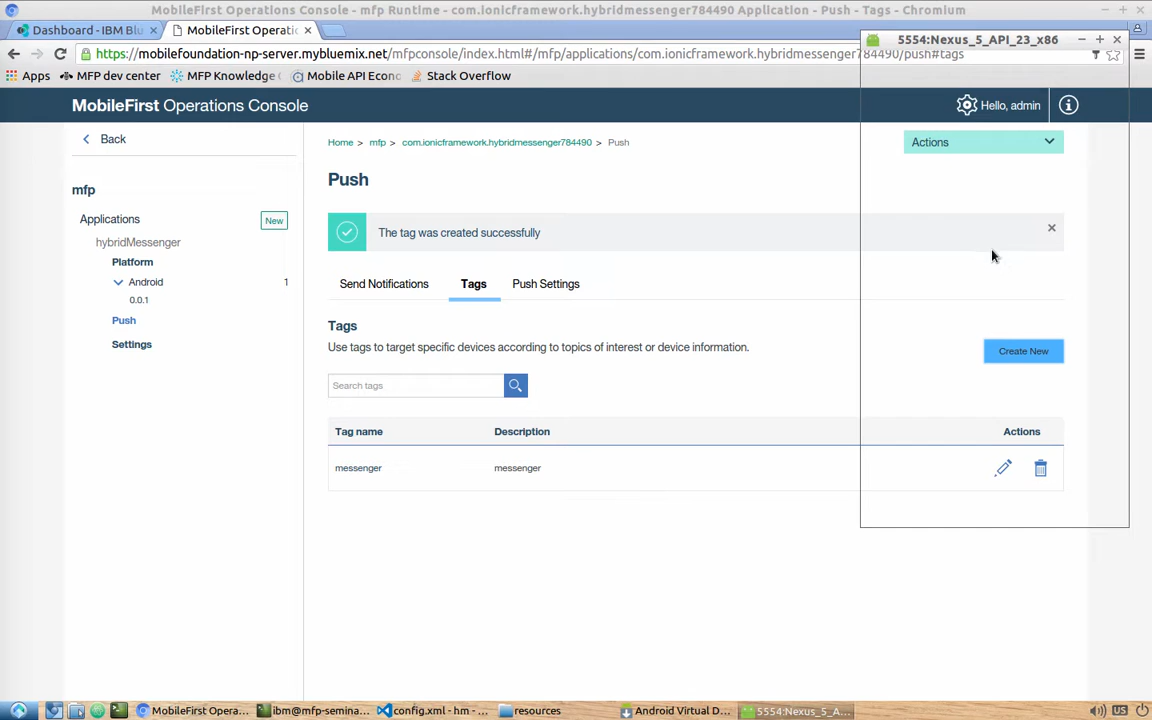 MobileFirst Operations Console - mfp Runtime - com.ionicframework.hybridmessenger784490 Application - Push - Tags - Chromium
Dashboard - IBM Blu
MobileFirst Operatio
5554:Nexus_5_API_23_x86
https://mobilefoundation-np-server.mybluemix.net/mfpconsole/index.html#/mfp/applications/com.ionicframework.hybridmessenger784490/push#tags
Apps MFP dev center MFP Knowledge Mobile API Econo Stack Overflow
MobileFirst Operations Console
Hello, admin
Back
Home > mfp > com.ionicframework.hybridmessenger784490 > Push
Actions
mfp
Push
Applications New
hybridMessenger
Platform
Android 1
0.0.1
Push
Settings
The tag was created successfully
Send Notifications Tags Push Settings
Tags
Use tags to target specific devices according to topics of interest or device information.
Create New
Search tags
Tag name Description Actions
messenger messenger
MobileFirst Opera... ibm@mfp-semina... config.xml - hm - ... resources Android Virtual D... 5554:Nexus_5_A... US